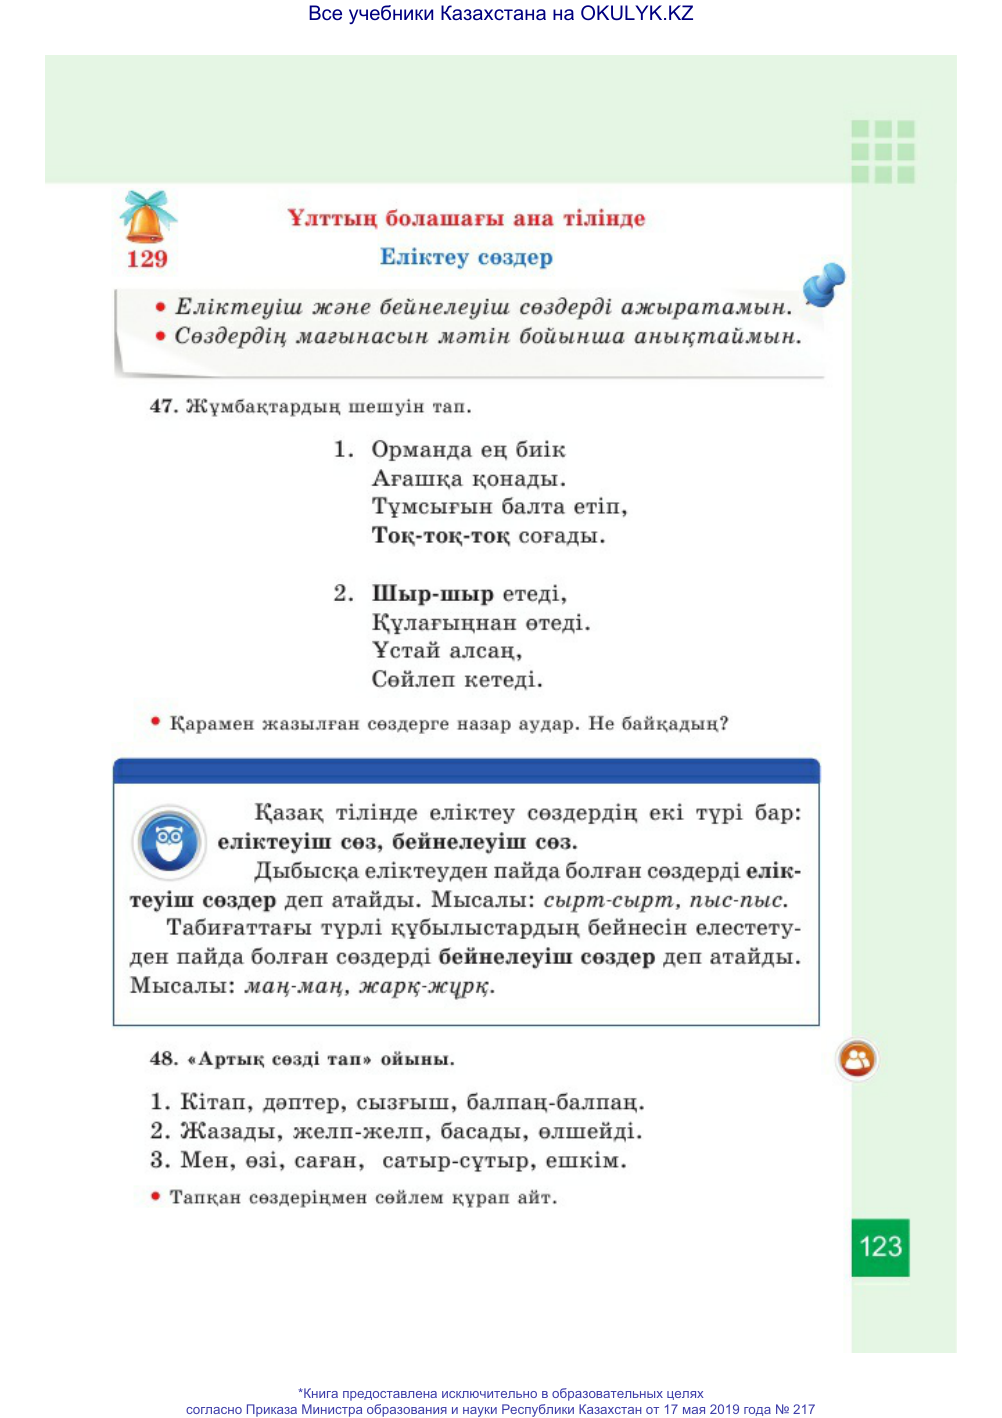 Все учебники Казахстана на OKULYK.KZ
129
Ұлттың болашағы ана тілінде
Еліктеу сөздер
• Еліктеуіш және бейнелеуіш сөздерді ажыратамын.
• Сөздердің мағынасын мәтін бойынша анықтаймын.
47. Жұмбақтардың шешуін тап.
1. Орманда ең биік
Ағашқа қонады.
Тұмсығын балта етіп,
Тоқ-тоқ-тоқ соғады.
2. Шыр-шыр етеді,
Құлағыңнан өтеді.
Ұстай алсаң,
Сөйлеп кетеді.
• Қарамен жазылған сөздерге назар аудар. Не байқадың?
Қазақ тілінде еліктеу сөздердің екі түрі бар:
еліктеуіш сөз, бейнелеуіш сөз.
Дыбысқа еліктеуден пайда болған сөздерді елік-
теуіш сөздер деп атайды. Мысалы: сырт-сырт, пыс-пыс.
Табиғаттағы түрлі құбылыстардың бейнесін елестету-
ден пайда болған сөздерді бейнелеуіш сөздер деп атайды.
Мысалы: маң-маң, жарқ-жұрқ.
48. «Артық сөзді тап» ойыны.
1. Кітап, дәптер, сызғыш, балпаң-балпаң.
2. Жазады, желп-желп, басады, өлшейді.
3. Мен, өзі, саған, сатыр-сұтыр, ешкім.
• Тапқан сөздеріңмен сөйлем құрап айт.
123
*Книга предоставлена исключительно в образовательных целях
согласно Приказа Министра образования и науки Республики Казахстан от 17 мая 2019 года № 217